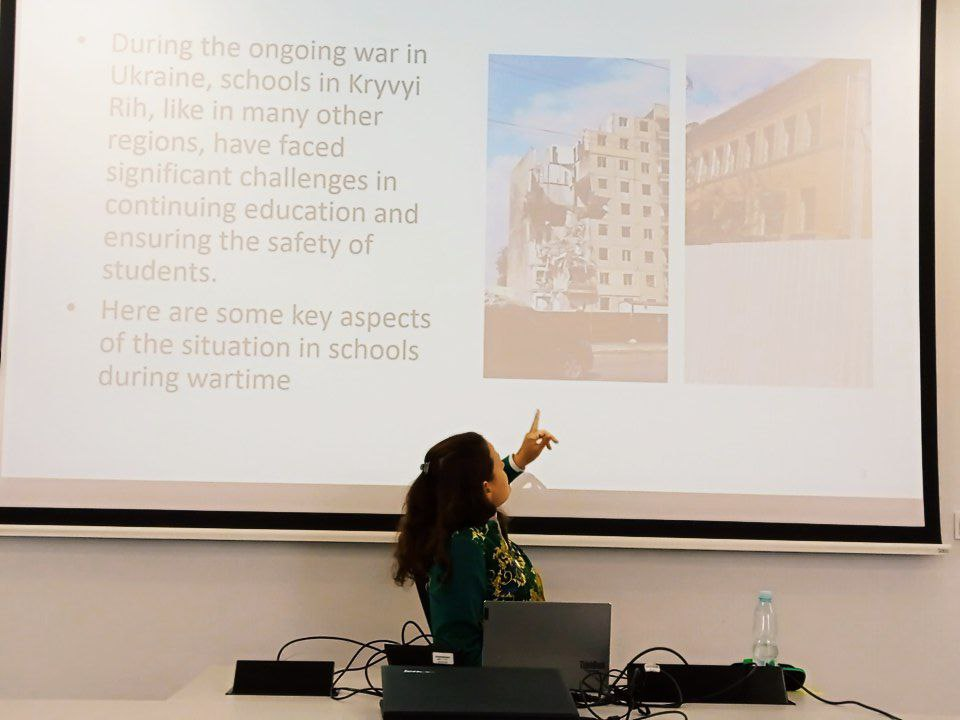 During the ongoing war in
Ukraine, schools in Kryvyi
Rih, like in many other
regions, have faced
significant challenges in
continuing education and
ensuring the safety of
students.
Here are some key aspects
of the situation in schools
during wartime
ThinkPad